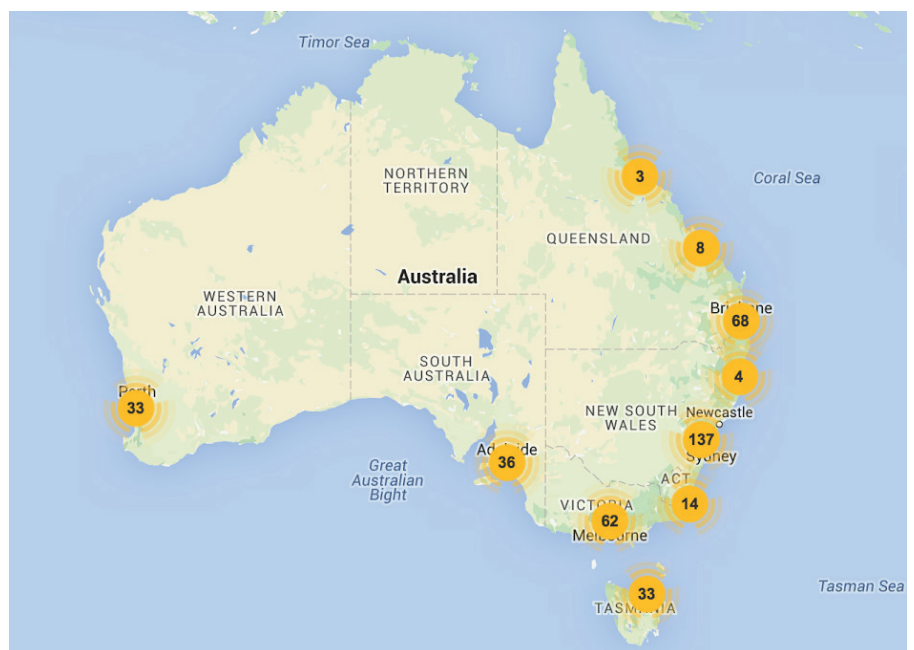 Timor Sea
NORTHERN
TERRITORY
3
Coral Sea
QUEENSLAND
8
Australia
WESTERN
AUSTRALIA
Brisbane
68
SOUTH
AUSTRALIA
4
Perth
33
NEW SOUTH
WALES
Newcastle
137
Sydney
Adelaide
36
Great
Australian
Bight
ACT
14
VICTORIA
62
Melbourne
Tasman Sea
33
TASMANIA